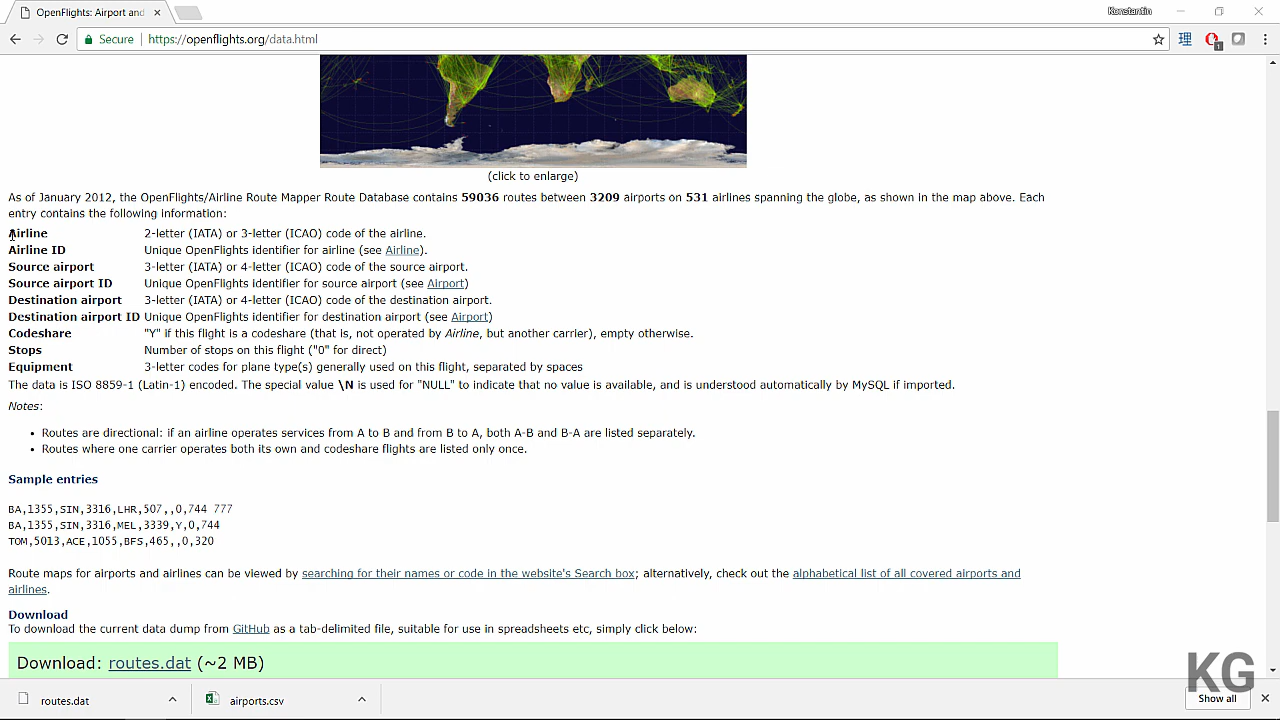 OpenFlights: Airport and
Konstantin
Secure
https://openflights.org/data.html
1
(click to enlarge)
As of January 2012, the OpenFlights/Airline Route Mapper Route Database contains 59036 routes between 3209 airports on 531 airlines spanning the globe, as shown in the map above. Each
entry contains the following information:
Airline 2-letter (IATA) or 3-letter (ICAO) code of the airline.
Airline ID Unique OpenFlights identifier for airline (see Airline).
Source airport 3-letter (IATA) or 4-letter (ICAO) code of the source airport.
Source airport ID Unique OpenFlights identifier for source airport (see Airport)
Destination airport 3-letter (IATA) or 4-letter (ICAO) code of the destination airport.
Destination airport ID Unique OpenFlights identifier for destination airport (see Airport)
Codeshare "Y" if this flight is a codeshare (that is, not operated by Airline, but another carrier), empty otherwise.
Stops Number of stops on this flight ("0" for direct)
Equipment 3-letter codes for plane type(s) generally used on this flight, separated by spaces
The data is ISO 8859-1 (Latin-1) encoded. The special value \N is used for "NULL" to indicate that no value is available, and is understood automatically by MySQL if imported.
Notes:
• Routes are directional: if an airline operates services from A to B and from B to A, both A-B and B-A are listed separately.
• Routes where one carrier operates both its own and codeshare flights are listed only once.
Sample entries
BA,1355,SIN,3316,LHR,507,,0,744 777
BA,1355,SIN,3316,MEL,3339,Y,0,744
TOM,5013,ACE,1055,BFS,465,,0,320
Route maps for airports and airlines can be viewed by searching for their names or code in the website's Search box; alternatively, check out the alphabetical list of all covered airports and
airlines.
Download
To download the current data dump from GitHub as a tab-delimited file, suitable for use in spreadsheets etc, simply click below:
Download: routes.dat (~2 MB)
KG
routes.dat
airports.csv
Show all